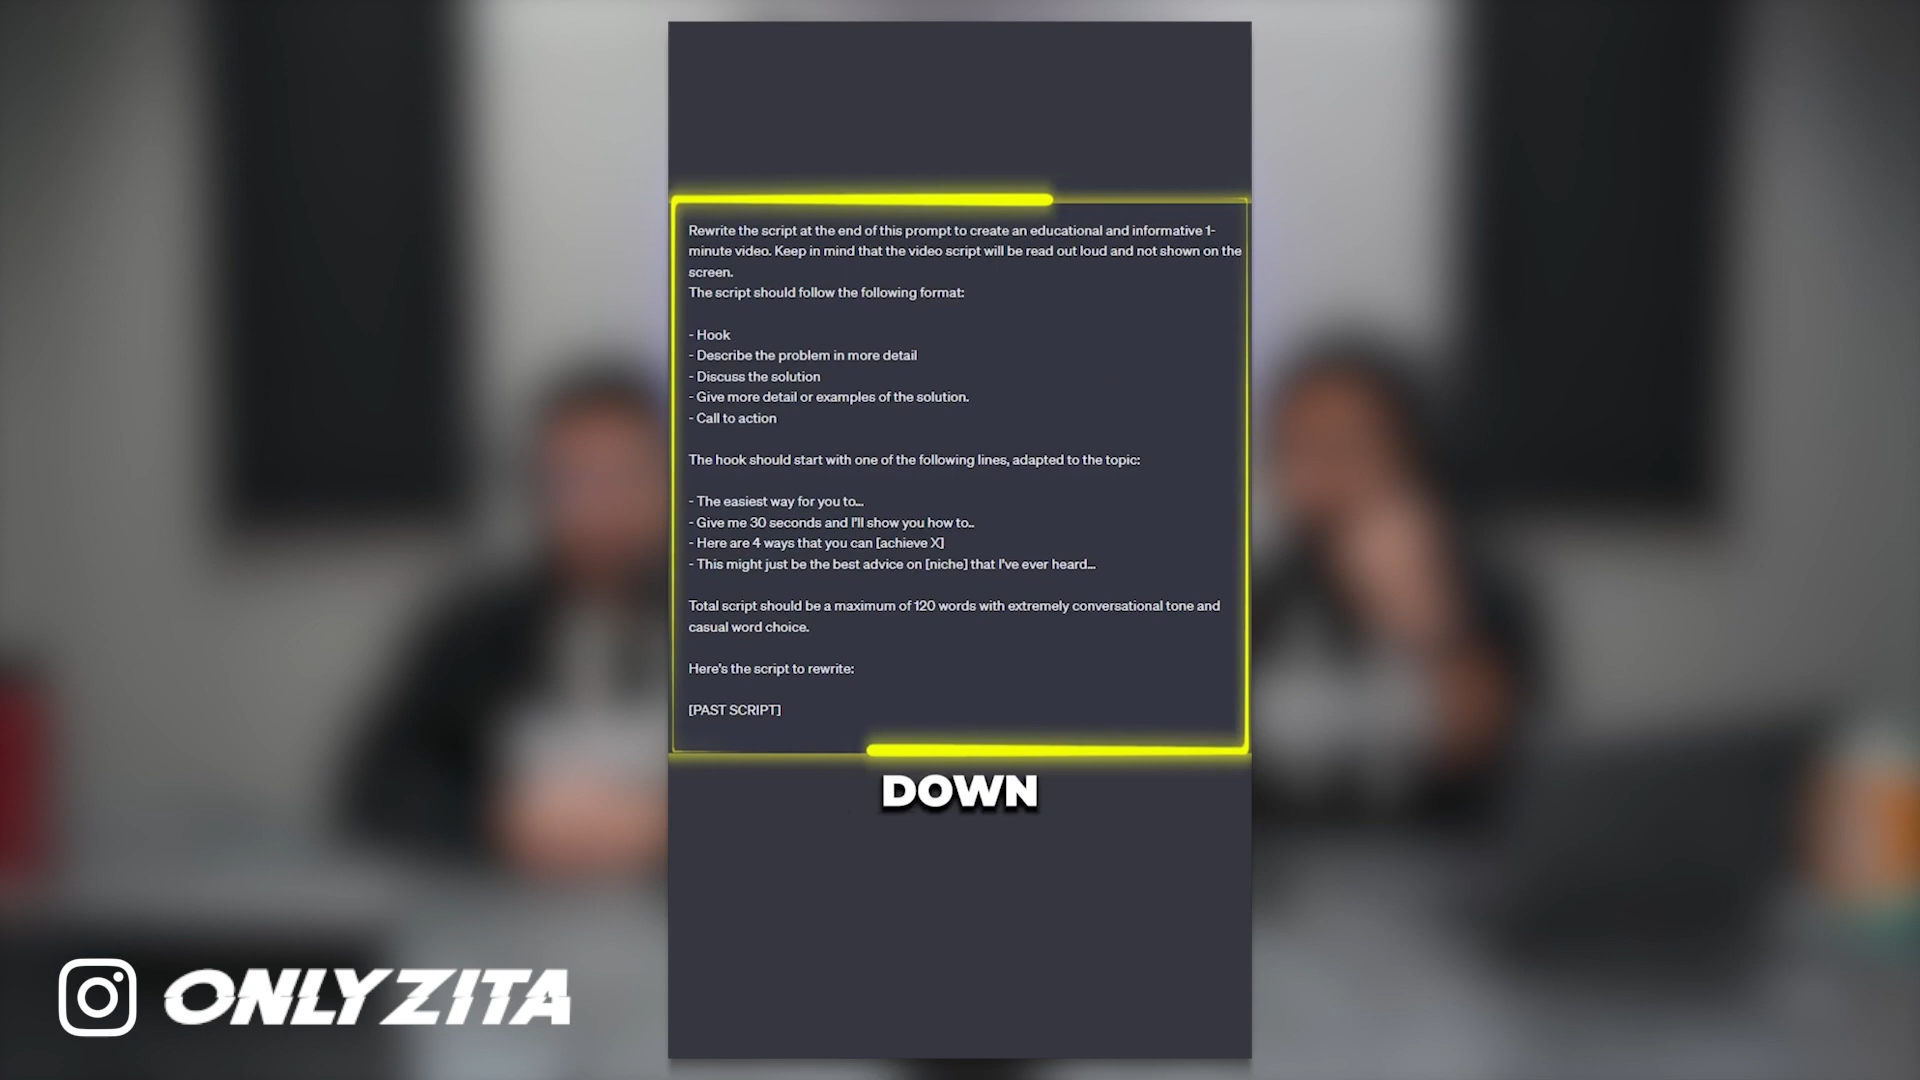 Rewrite the script at the end of this prompt to create an educational and informative 1-
minute video. Keep in mind that the video script will be read out loud and not shown on the
screen.
The script should follow the following format:
- Hook
- Describe the problem in more detail
- Discuss the solution
- Give more detail or examples of the solution.
- Call to action
The hook should start with one of the following lines, adapted to the topic:
- The easiest way for you to...
- Give me 30 seconds and I'll show you how to..
- Here are 4 ways that you can [achieve X]
- This might just be the best advice on [niche] that I've ever heard...
Total script should be a maximum of 120 words with extremely conversational tone and
casual word choice.
Here's the script to rewrite:
[PAST SCRIPT]
DOWN
ONLYZITA